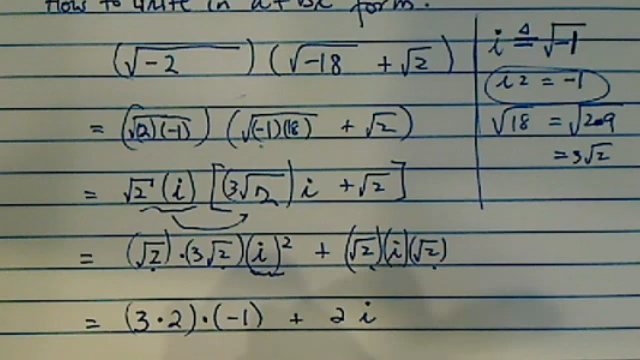 How to write in a + Bi form.
(√-2) (√-18 + √2)
= (√(2)(-1)) (√(-1)(18) + √2)
= √2 (i) [(3√2)i + √2]
= (√2)·(3√2)(i)² + (√2)(i)(√2)
= (3·2)·(-1) + 2i
i ≜ √-1
i2 = -1
√18 = √2·9
= 3√2